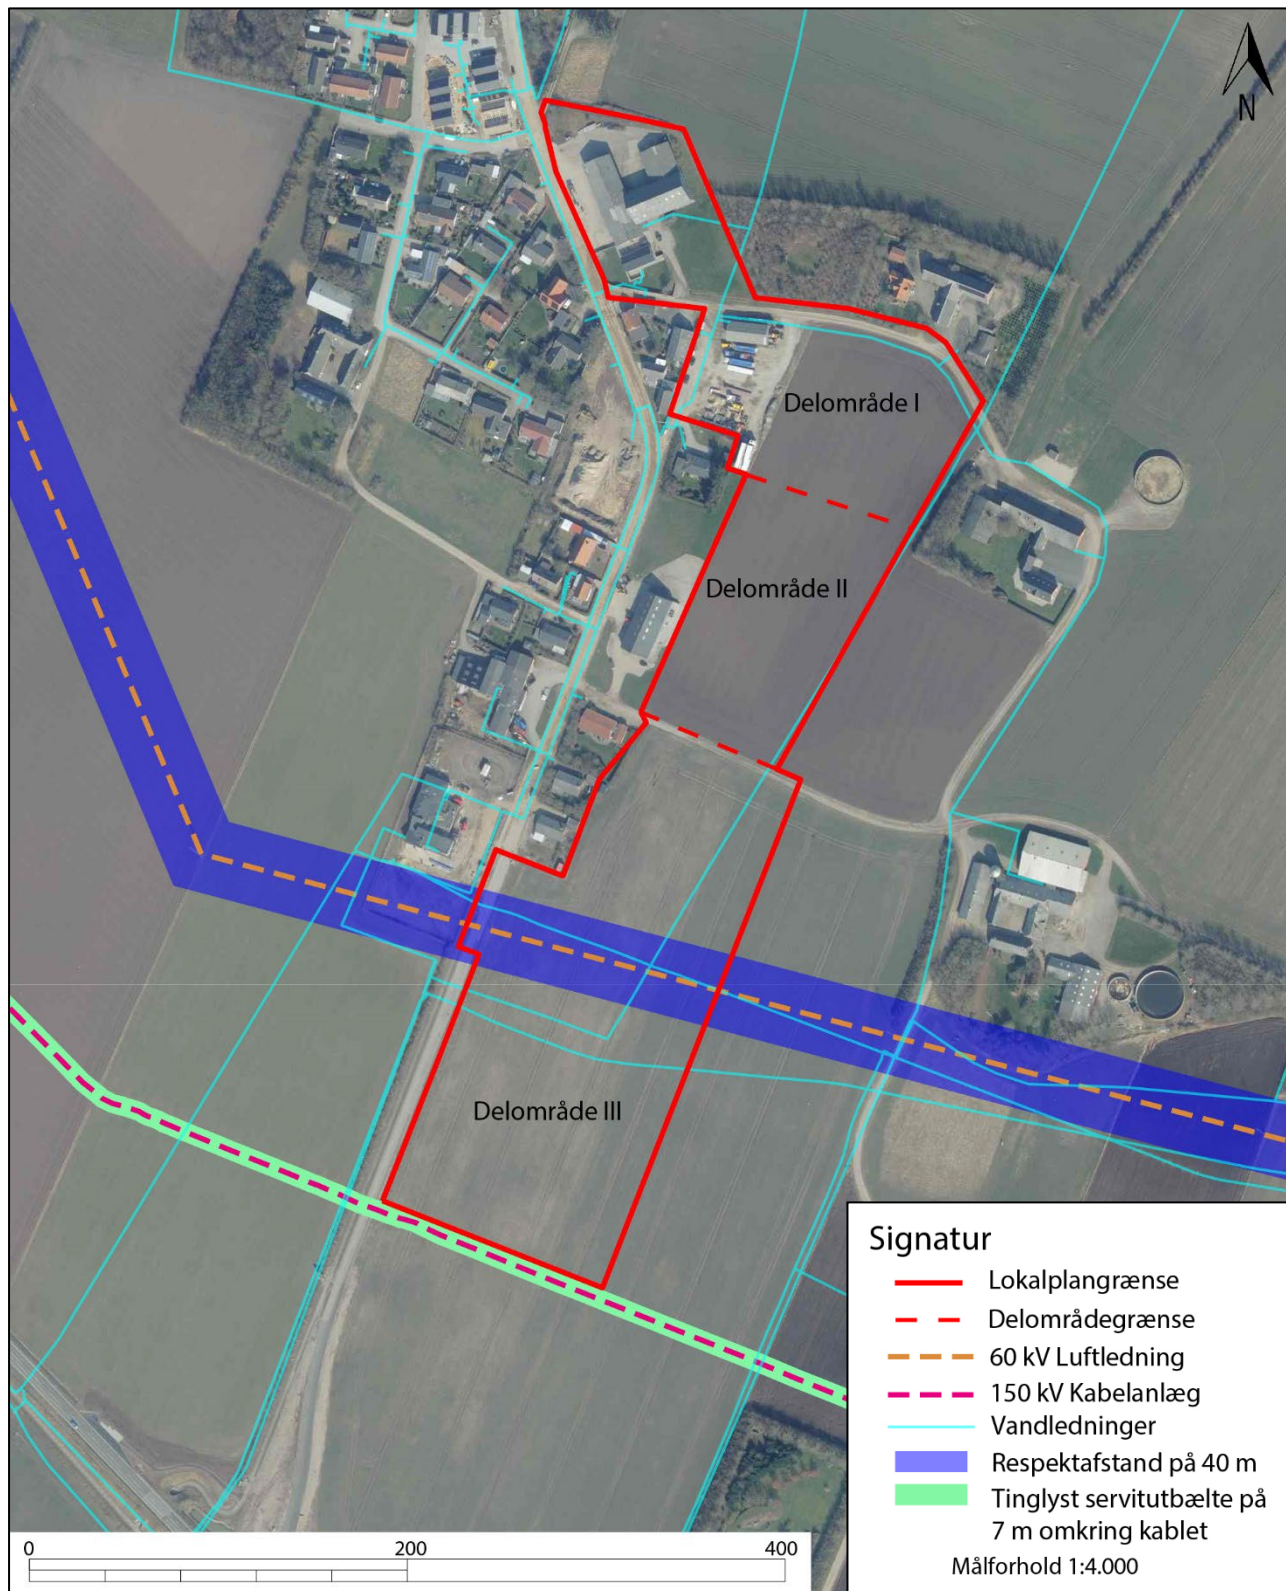 N
Delområde I
Delområde II
Delområde III
Signatur
Lokalplangrænse
Delområdegrænse
60 kV Luftledning
150 kV Kabelanlæg
Vandledninger
Respektafstand på 40 m
Tinglyst servitutbælte på
7 m omkring kablet
Målforhold 1:4.000
0 200 400